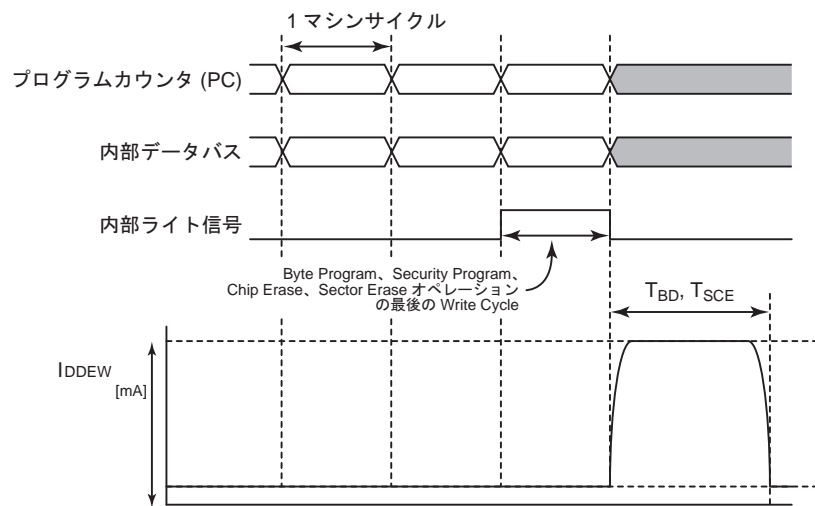 1 マシンサイクル
プログラムカウンタ (PC)
内部データバス
内部ライト信号
Byte Program、Security Program、
Chip Erase、Sector Erase オペレーション
の最後の Write Cycle
TBD, TSCE
IDDEW
[mA]